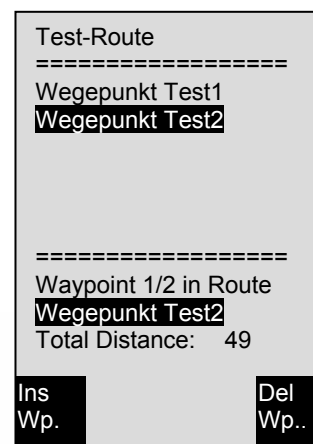 Test-Route
==================
Wegepunkt Test1
Wegepunkt Test2
==================
Waypoint 1/2 in Route
Wegepunkt Test2
Total Distance: 49
Ins Del
Wp. Wp..